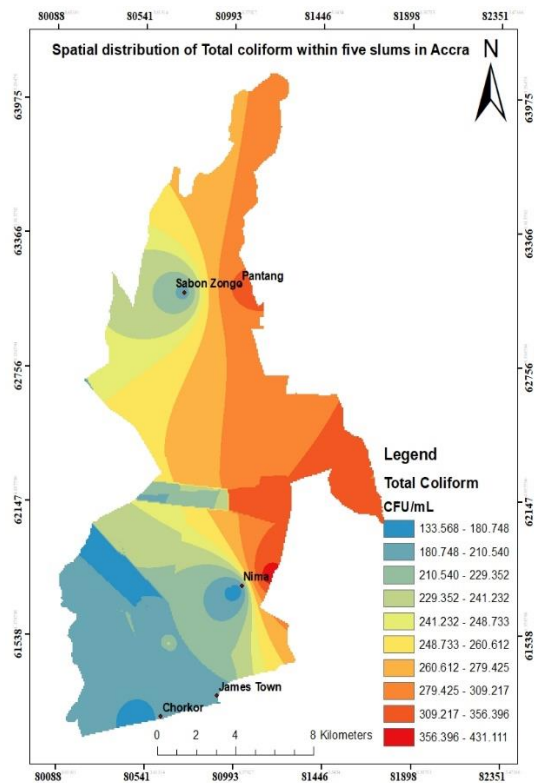 80088 80541 80993 81446 81898 82351
Spatial distribution of Total coliform within five slums in Accra
N
63975 63975
63366 63366
Sabon Zongo Pantang
62756 62756
Legend
Total Coliform
62147 62147
CFU/mL
133.568 - 180.748
180.748 - 210.540
210.540 - 229.352
229.352 - 241.232
241.232 - 248.733
248.733 - 260.612
260.612 - 279.425
279.425 - 309.217
309.217 - 356.396
356.396 - 431.111
Nima
61538 61538
James Town
Chorkor
0 1 2 4 6 8 Kilometers
80088 80541 80993 81446 81898 82351